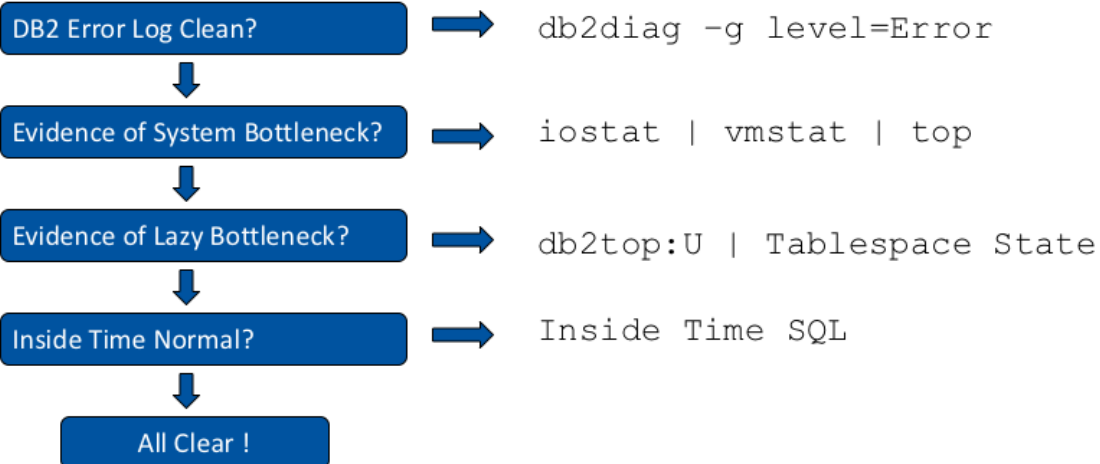 DB2 Error Log Clean?
db2diag -g level=Error
Evidence of System Bottleneck?
iostat | vmstat | top
Evidence of Lazy Bottleneck?
db2top:U | Tablespace State
Inside Time Normal?
Inside Time SQL
All Clear !